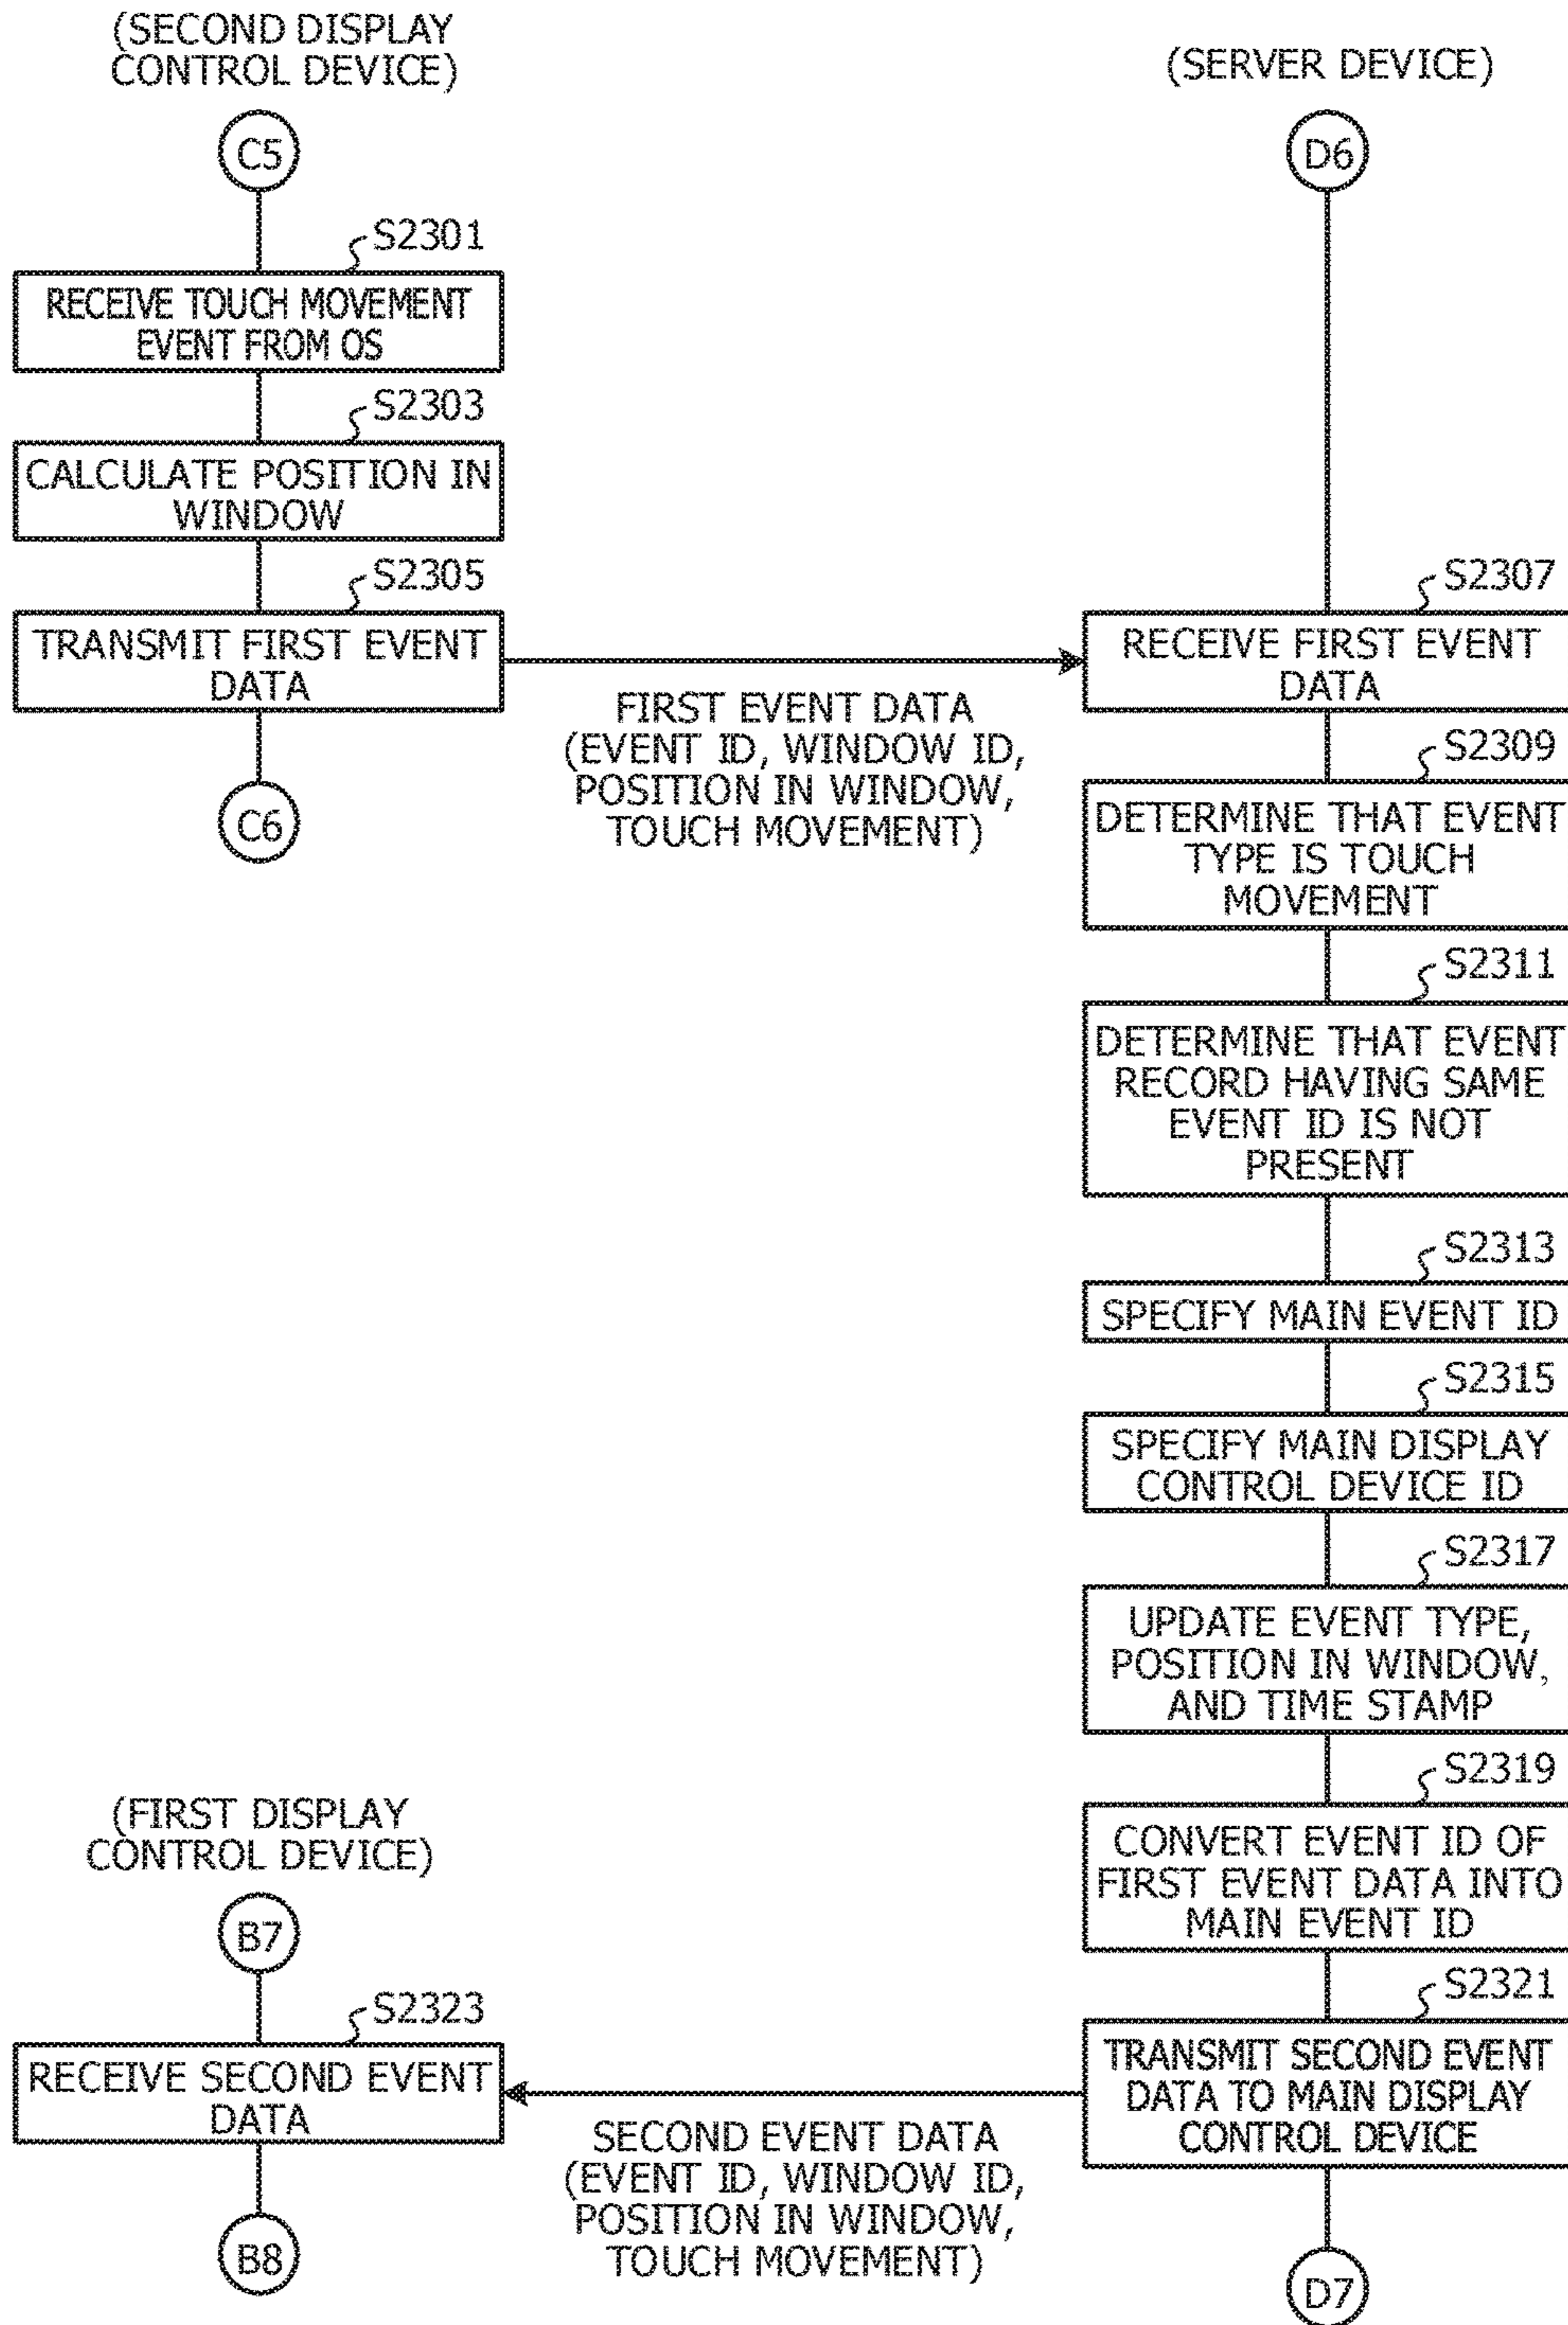 (SECOND DISPLAY
CONTROL DEVICE)
C5
S2301
RECEIVE TOUCH MOVEMENT
EVENT FROM OS
S2303
CALCULATE POSITION IN
WINDOW
S2305
TRANSMIT FIRST EVENT
DATA
C6
FIRST EVENT DATA
(EVENT ID, WINDOW ID,
POSITION IN WINDOW,
TOUCH MOVEMENT)
(SERVER DEVICE)
D6
S2307
RECEIVE FIRST EVENT
DATA
S2309
DETERMINE THAT EVENT
TYPE IS TOUCH
MOVEMENT
S2311
DETERMINE THAT EVENT
RECORD HAVING SAME
EVENT ID IS NOT
PRESENT
S2313
SPECIFY MAIN EVENT ID
S2315
SPECIFY MAIN DISPLAY
CONTROL DEVICE ID
S2317
UPDATE EVENT TYPE,
POSITION IN WINDOW,
AND TIME STAMP
S2319
CONVERT EVENT ID OF
FIRST EVENT DATA INTO
MAIN EVENT ID
S2321
TRANSMIT SECOND EVENT
DATA TO MAIN DISPLAY
CONTROL DEVICE
D7
SECOND EVENT DATA
(EVENT ID, WINDOW ID,
POSITION IN WINDOW,
TOUCH MOVEMENT)
(FIRST DISPLAY
CONTROL DEVICE)
B7
S2323
RECEIVE SECOND EVENT
DATA
B8